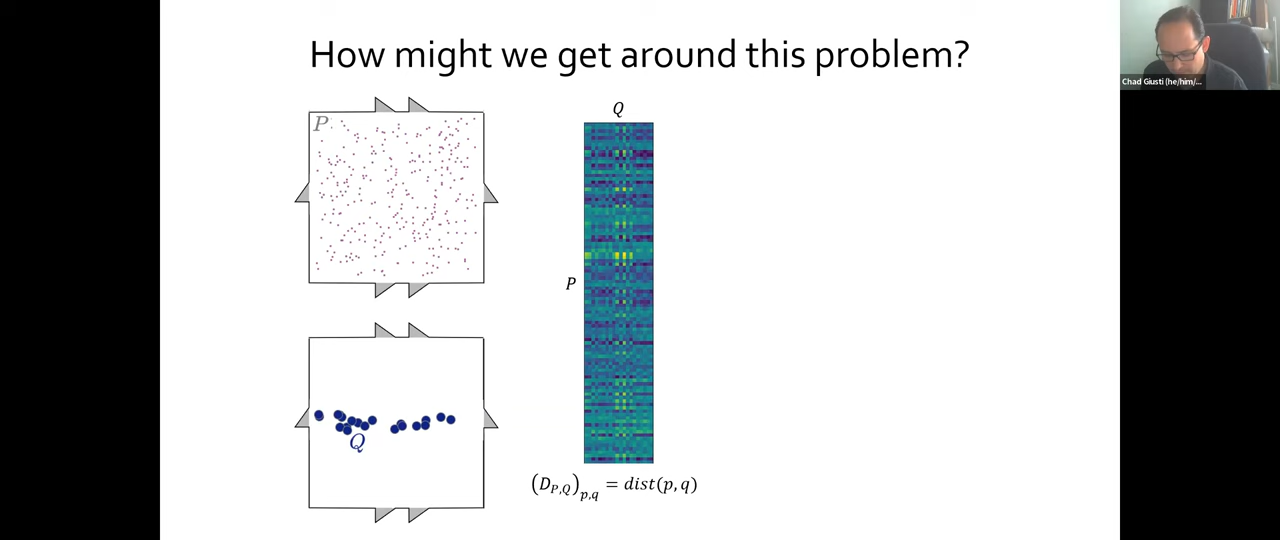 How might we get around this problem?
Chad Giusti (he/him/...
P
Q
P
Q
(D_{P,Q})_{p,q} = dist(p, q)